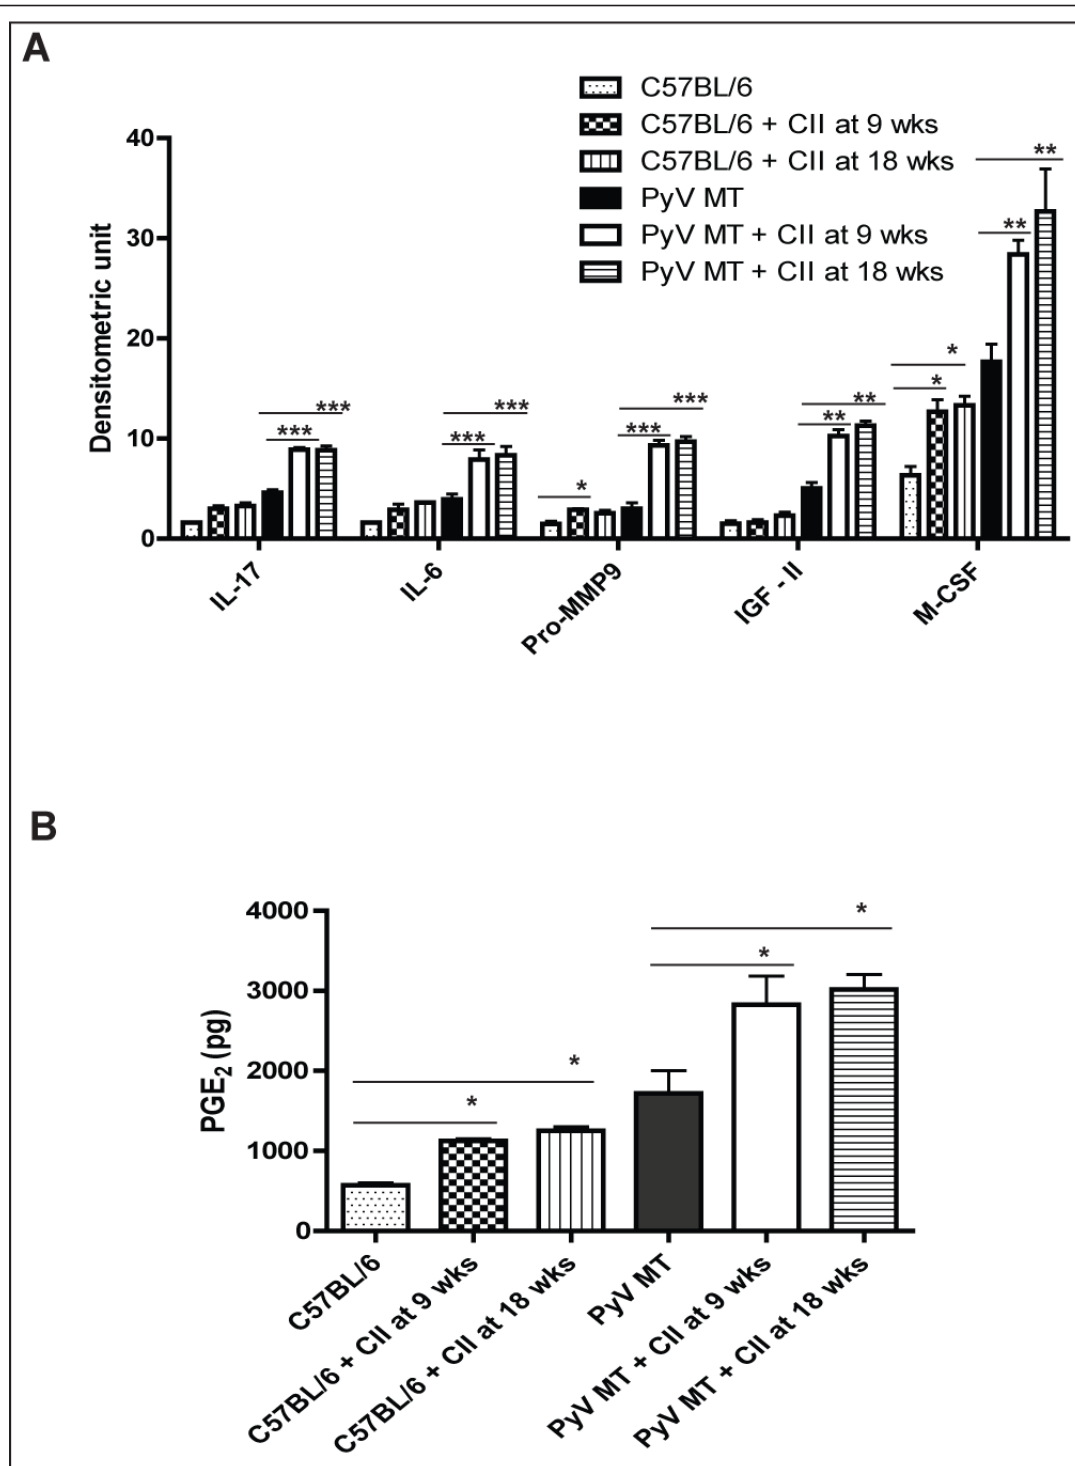 A
C57BL/6
C57BL/6 + CII at 9 wks
C57BL/6 + CII at 18 wks
PyV MT
PyV MT + CII at 9 wks
PyV MT + CII at 18 wks
Densitometric unit
40
30
20
10
0
***
***
***
***
***
***
*
**
**
*
*
**
**
IL-17
IL-6
Pro-MMP9
IGF - II
M-CSF
B
PGE2 (pg)
4000
3000
2000
1000
0
*
*
*
*
C57BL/6
C57BL/6 + CII at 9 wks
C57BL/6 + CII at 18 wks
PyV MT
PyV MT + CII at 9 wks
PyV MT + CII at 18 wks